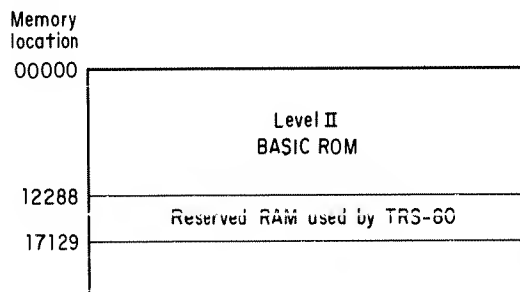 Memory
location
00000
Level II
BASIC ROM
12288
Reserved RAM used by TRS-80
17129